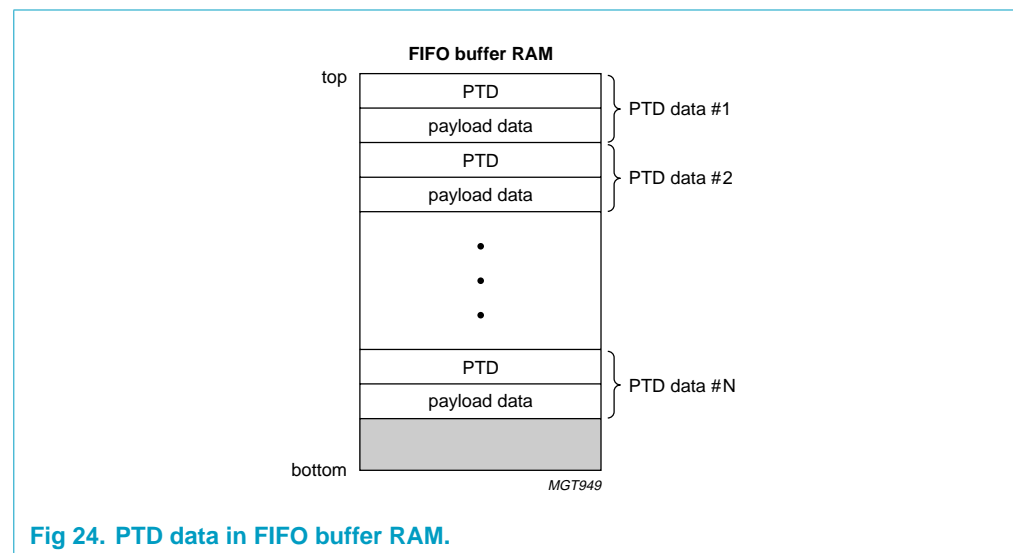 FIFO buffer RAM
top
PTD
payload data
PTD data #1
PTD
payload data
PTD data #2
PTD
payload data
PTD data #N
bottom
MGT949
Fig 24. PTD data in FIFO buffer RAM.